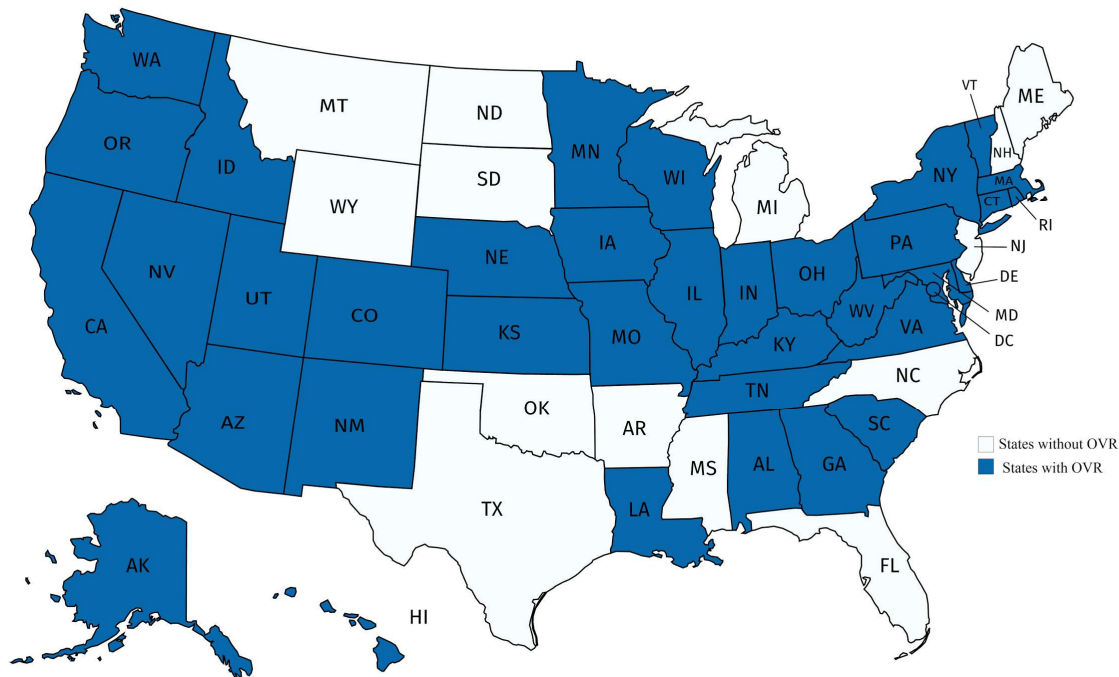 WA
MT
ND
MN
ME
VT
OR
ID
SD
WI
NY
NH
MA
WY
MI
CT
RI
NE
IA
PA
NJ
NV
UT
CO
IL
IN
OH
DE
CA
KS
MO
WV
VA
MD
KY
DC
AZ
NM
OK
TN
NC
AR
SC
MS
AL
GA
States without OVR
States with OVR
TX
LA
AK
FL
HI